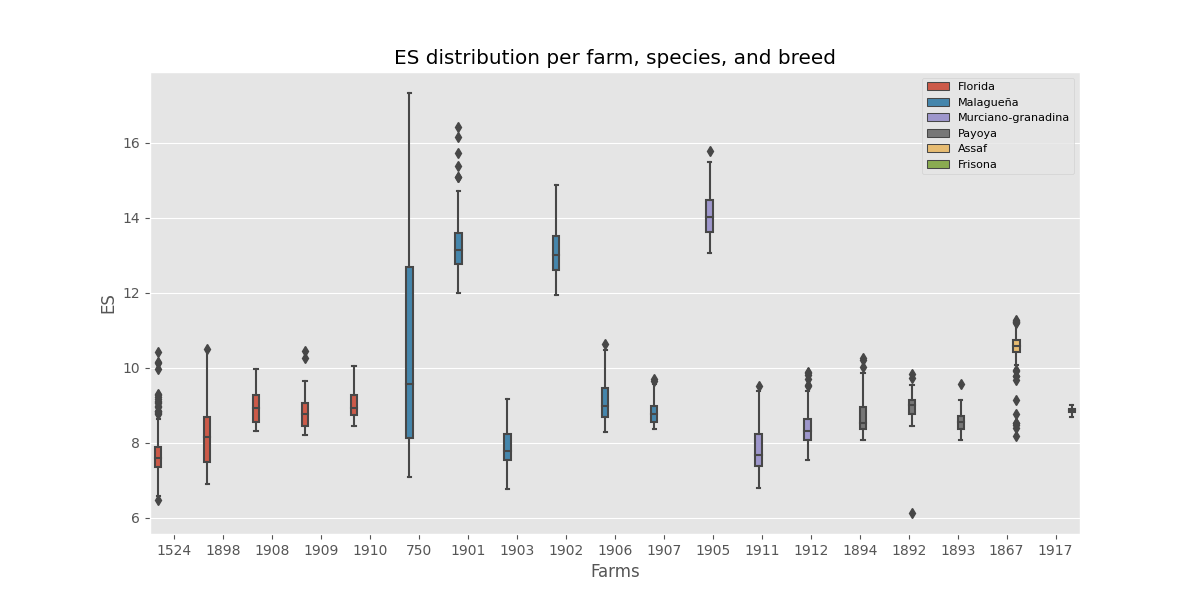 ES distribution per farm, species, and breed
Florida
Malagueña
Murciano-granadina
Payoya
Assaf
Frisona
16
14
12
10
8
6
ES
1524 1898 1908 1909 1910 750 1901 1903 1902 1906 1907 1905 1911 1912 1894 1892 1893 1867 1917
Farms